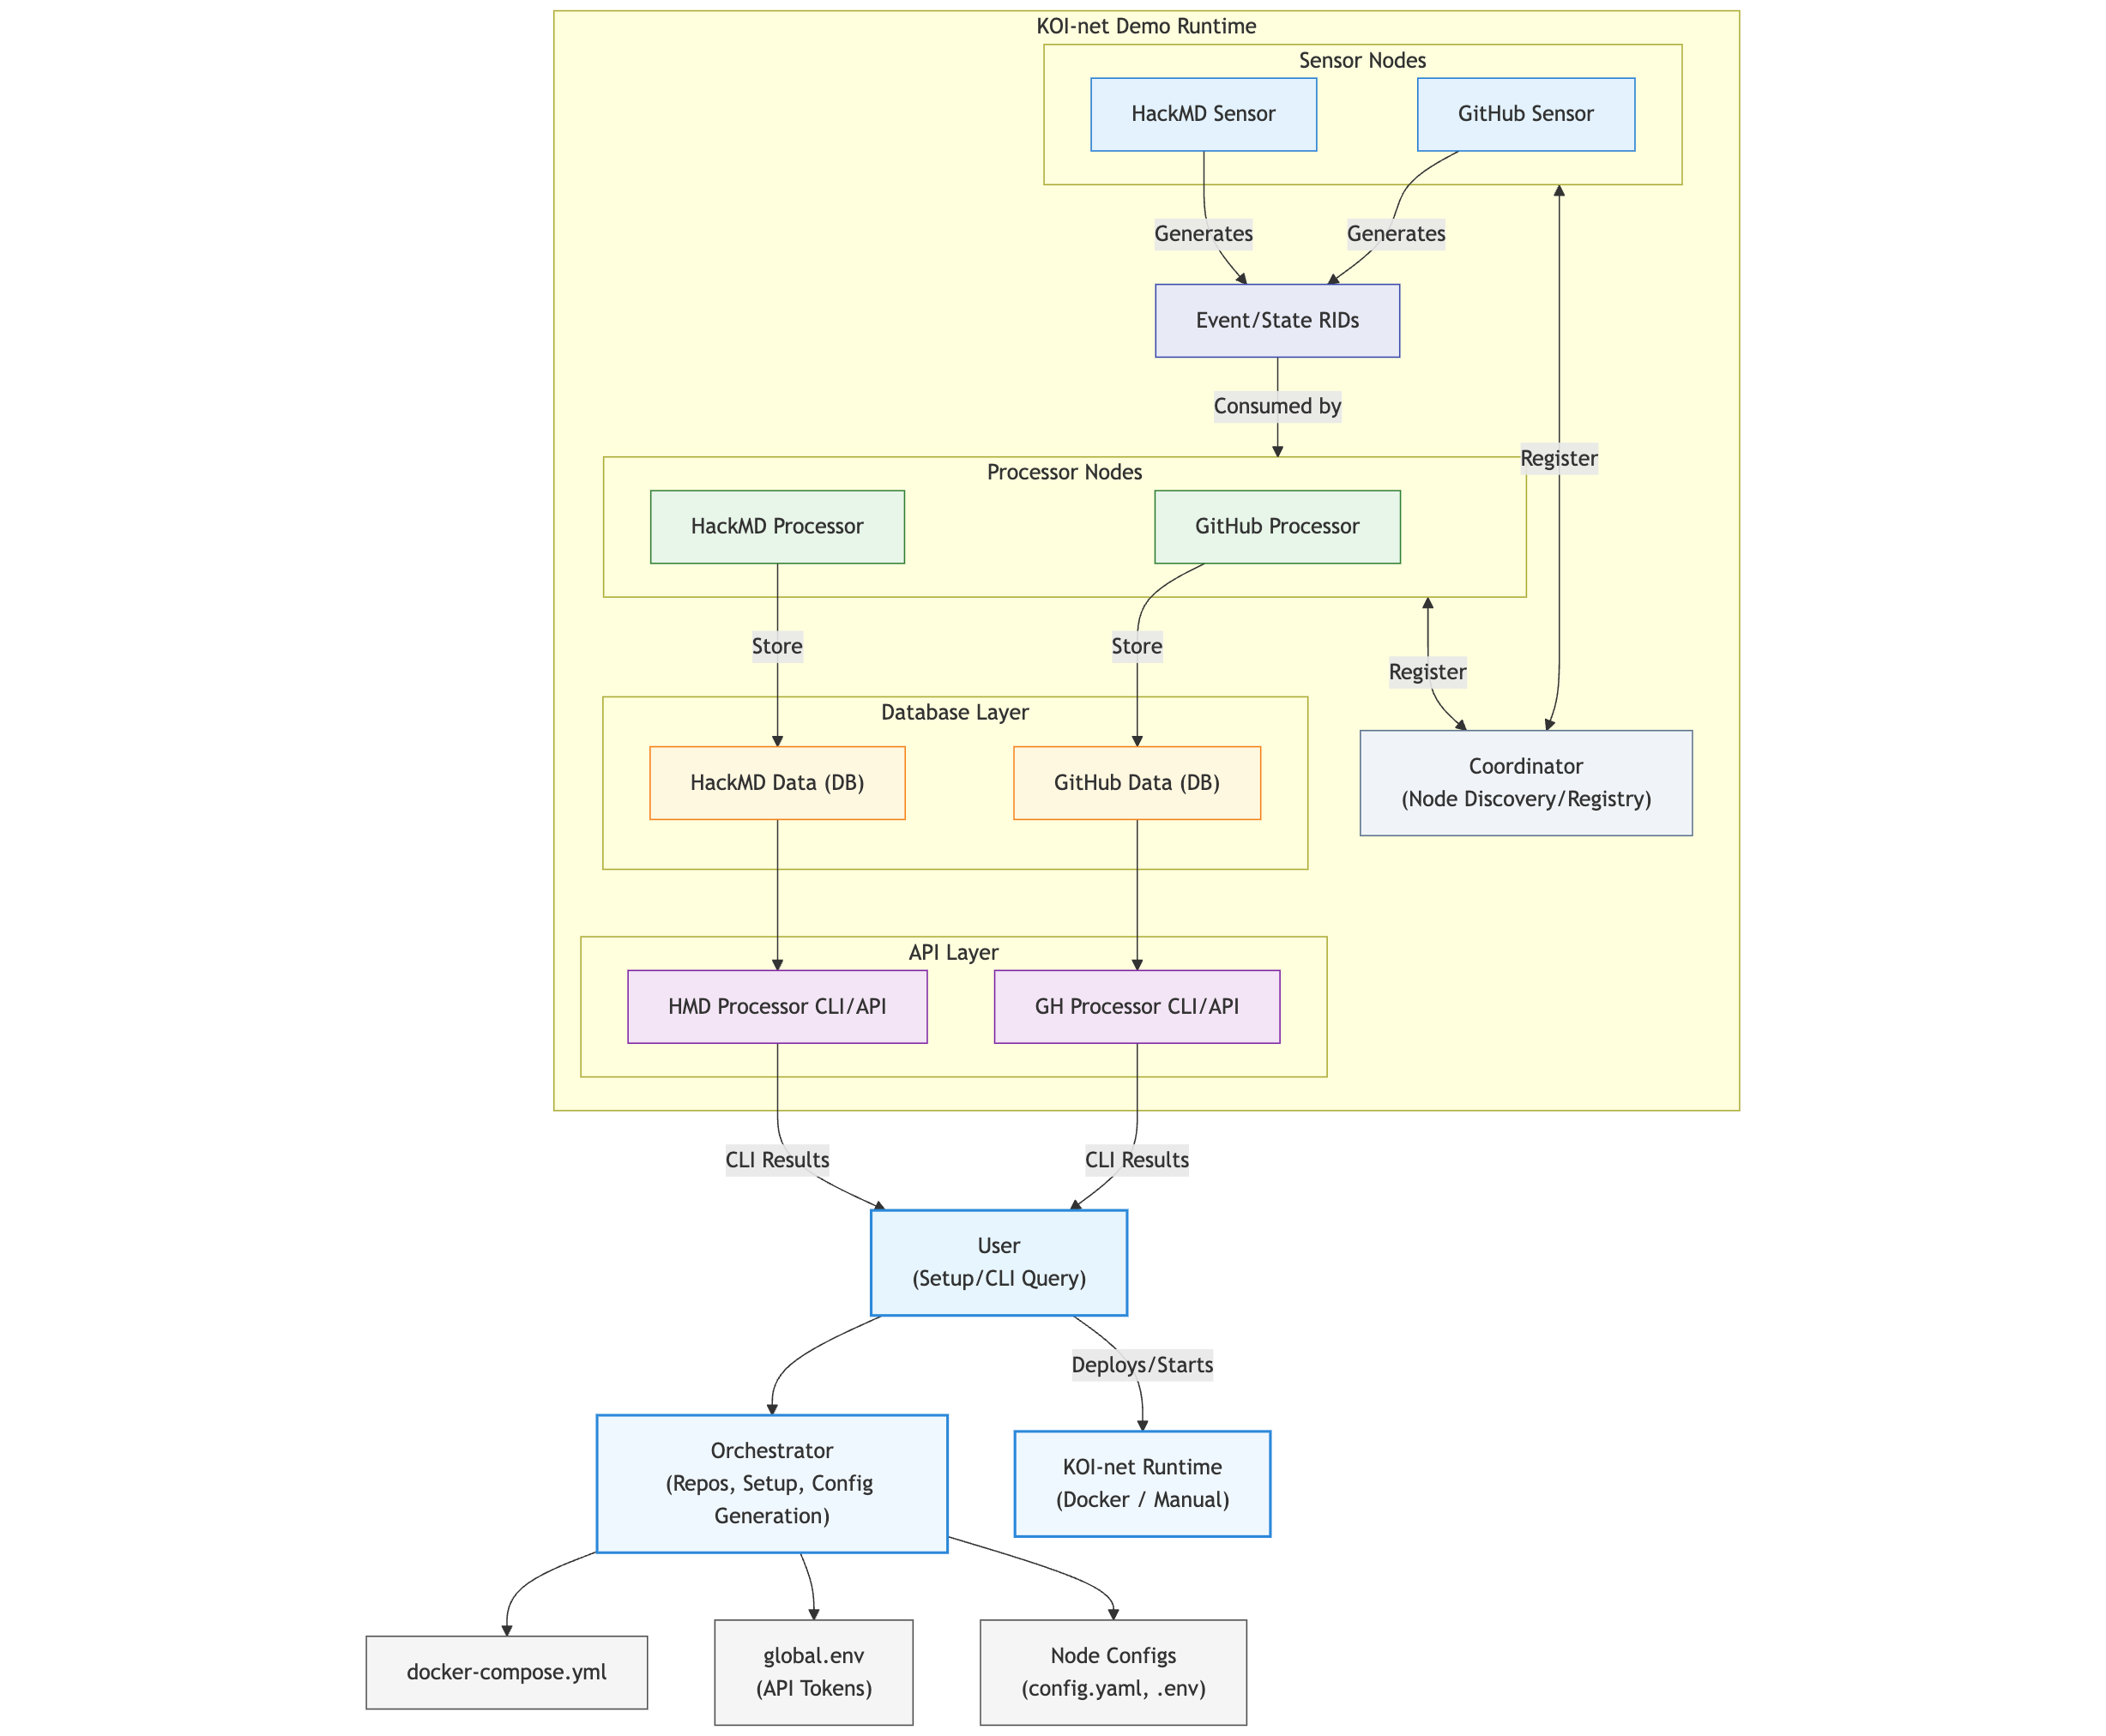 KOI-net Demo Runtime
Sensor Nodes
HackMD Sensor
GitHub Sensor
Generates
Generates
Event/State RIDs
Consumed by
Register
Processor Nodes
HackMD Processor
GitHub Processor
Store
Store
Register
Database Layer
HackMD Data (DB)
GitHub Data (DB)
Coordinator
(Node Discovery/Registry)
API Layer
HMD Processor CLI/API
GH Processor CLI/API
CLI Results
CLI Results
User
(Setup/CLI Query)
Deploys/Starts
Orchestrator
(Repos, Setup, Config
Generation)
KOI-net Runtime
(Docker / Manual)
docker-compose.yml
global.env
(API Tokens)
Node Configs
(config.yaml, .env)